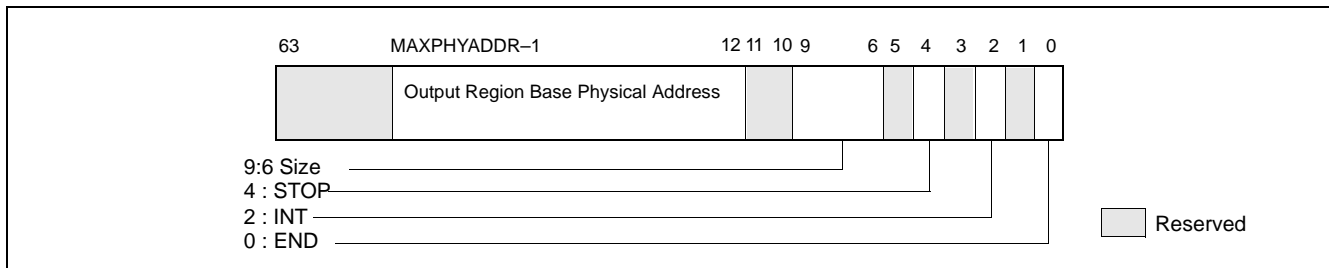 63 MAXPHYADDR–1 12 11 10 9 6 5 4 3 2 1 0
Output Region Base Physical Address
9:6 Size
4 : STOP
2 : INT
0 : END
Reserved